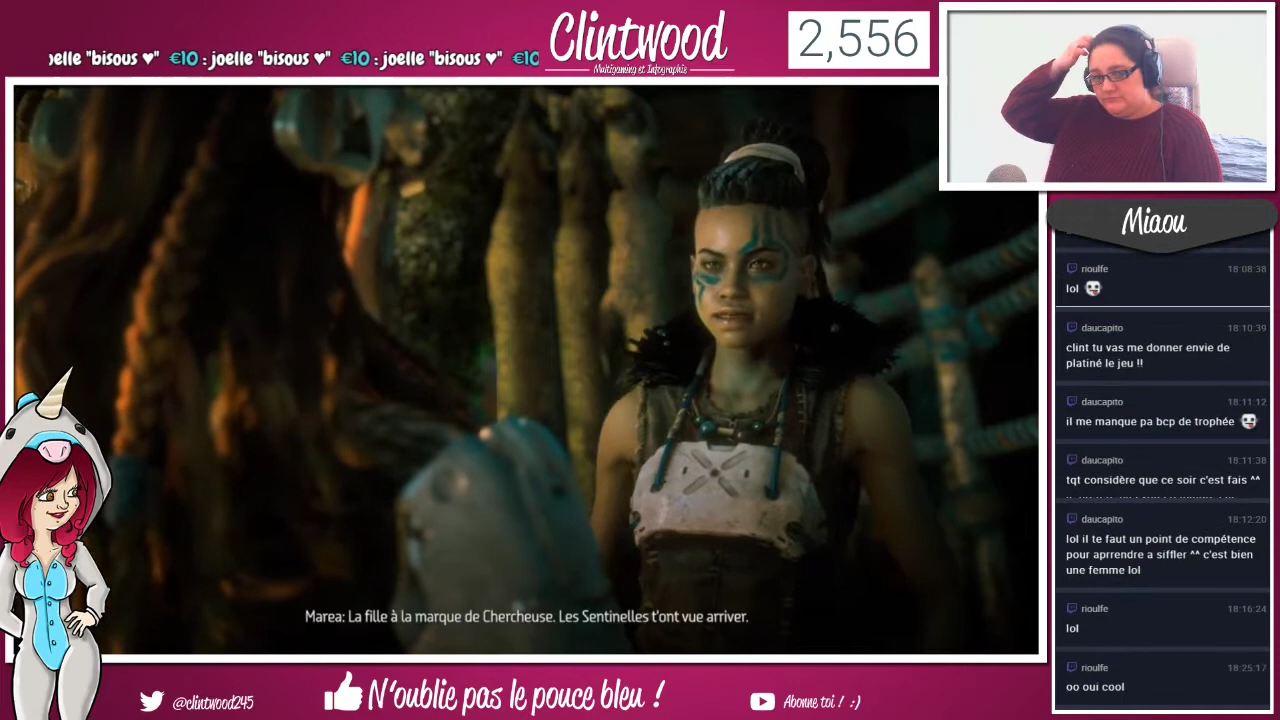 oelle "bisous ♥" €10 : joelle "bisous ♥" €10 : joelle "bisous ♥" €10
Clintwood
Multigaming et Infographie
2,556
Miaou
rioulfe 18:08:38
lol
daucapito 18:10:39
clint tu vas me donner envie de
platiné le jeu !!
daucapito 18:11:12
il me manque pa bcp de trophée
daucapito 18:11:38
tqt considère que ce soir c'est fais ^^
daucapito 18:12:20
lol il te faut un point de compétence
pour aprrendre a siffler ^^ c'est bien
une femme lol
rioulfe 18:16:24
lol
rioulfe 18:25:17
oo oui cool
Marea: La fille à la marque de Chercheuse. Les Sentinelles t'ont vue arriver.
@clintwood245
N'oublie pas le pouce bleu !
Abonne toi ! :)